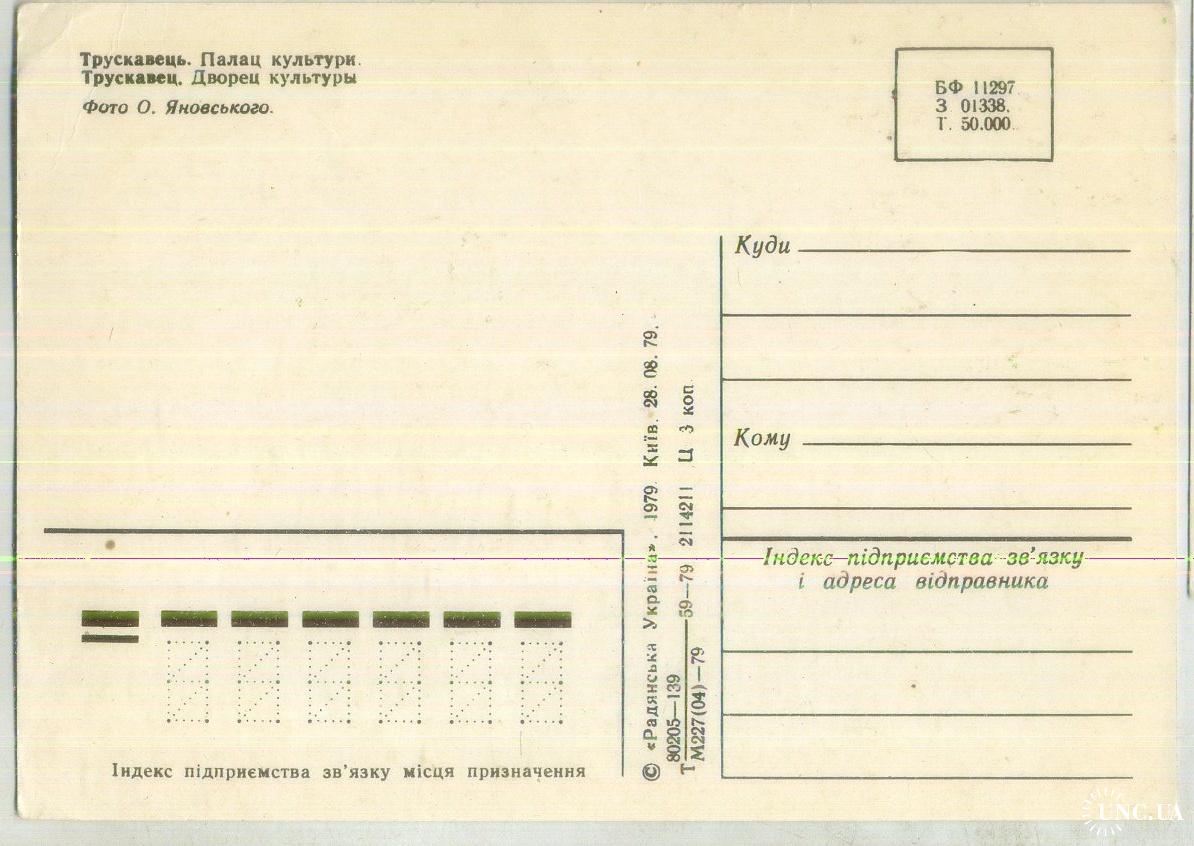 Трускавець. Палац культури.
Трускавец. Дворец культуры
Фото О. Яновського.
БФ 11297
З 01338.
Т. 50.000
Куди
Кому
Індекс підприємства зв'язку
і адреса відправника
© «Радянська Україна». 1979. Київ. 28. 08. 79.
Т 80205—139 59—79 2114211 Ц 3 коп.
М227(04)—79
Індекс підприємства зв'язку місця призначення
UNC.UA